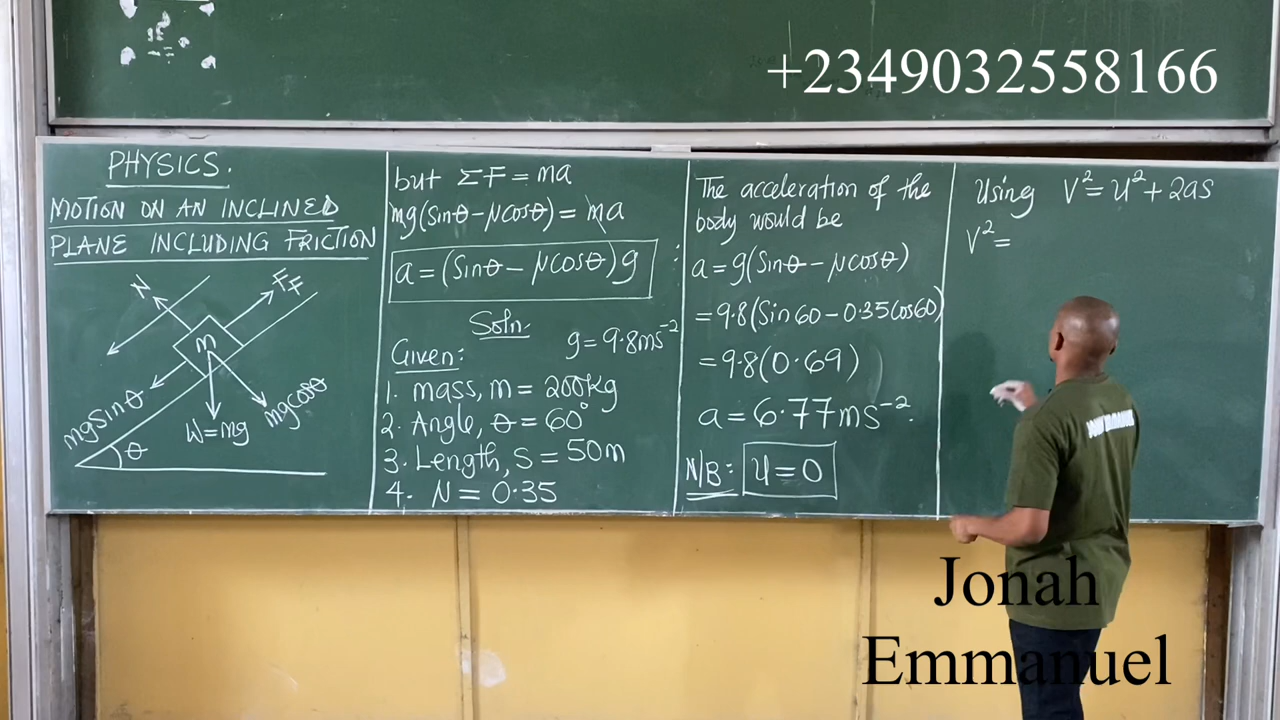 +2349032558166
PHYSICS.
MOTION ON AN INCLINED
PLANE INCLUDING FRICTION
N
FF
m
mgsinθ
W=mg
mgcosθ
θ
but ΣF = ma
mg(sinθ - μcosθ) = ma
a = (sinθ - μcosθ)g
Soln.
Given: g = 9.8ms⁻²
1. mass, m = 200kg
2. Angle, θ = 60°
3. Length, S = 50m
4. μ = 0.35
The acceleration of the
body would be
a = g(sinθ - μcosθ)
= 9.8(sin 60 - 0.35cos60)
= 9.8(0.69)
a = 6.77ms⁻².
N/B: u = 0
Using V² = U² + 2as
V² =
Jonah
Emmanuel